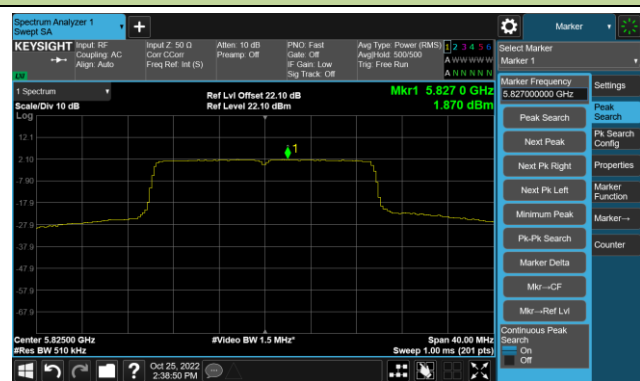 Spectrum Analyzer 1
Swept SA
+
Marker
KEYSIGHT
Input: RF
Coupling: AC
Align: Auto
Input Z: 50 Ω
Corr CCorr
Freq Ref: Int (S)
Atten: 10 dB
Preamp: Off
PNO: Fast
Gate: Off
IF Gain: Low
Sig Track: Off
Avg Type: Power (RMS)
Avg|Hold: 500/500
Trig: Free Run
1 2 3 4 5 6
A W W W W W
A N N N N N
LW
Select Marker
Marker 1
1 Spectrum
Scale/Div 10 dB
Log
Ref Lvl Offset 22.10 dB
Ref Level 22.10 dBm
Mkr1 5.827 0 GHz
1.870 dBm
12.1
2.10
-7.90
-17.9
-27.9
-37.9
-47.9
-57.9
-67.9
1
Center 5.82500 GHz
#Res BW 510 kHz
#Video BW 1.5 MHz*
Span 40.00 MHz
Sweep 1.00 ms (201 pts)
Marker Frequency
5.827000000 GHz
Peak Search
Next Peak
Next Pk Right
Next Pk Left
Minimum Peak
Pk-Pk Search
Marker Delta
Mkr→CF
Mkr→Ref Lvl
Continuous Peak
Search
On
Off
Settings
Peak
Search
Pk Search
Config
Properties
Marker
Function
Marker→
Counter
?
Oct 25, 2022
2:38:50 PM